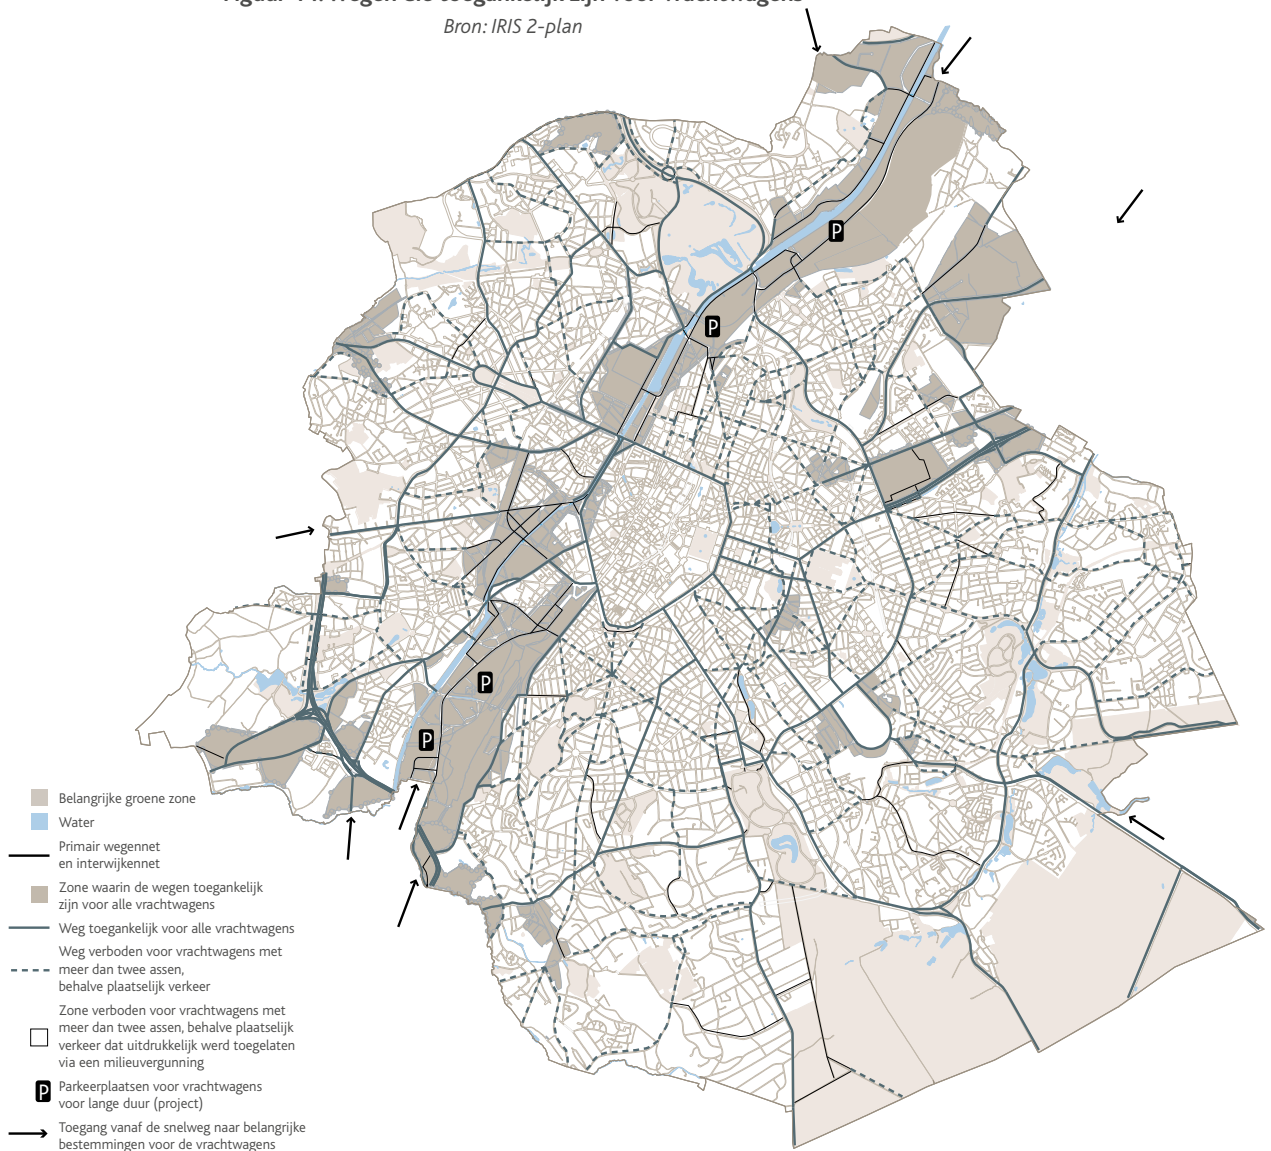 Bron: IRIS 2-plan
P
P
P
P
Belangrijke groene zone
Water
Primair wegennet
en interwijkennet
Zone waarin de wegen toegankelijk
zijn voor alle vrachtwagens
Weg toegankelijk voor alle vrachtwagens
Weg verboden voor vrachtwagens met
meer dan twee assen,
behalve plaatselijk verkeer
Zone verboden voor vrachtwagens met
meer dan twee assen, behalve plaatselijk
verkeer dat uitdrukkelijk werd toegelaten
via een milieuvergunning
P
Parkeerplaatsen voor vrachtwagens
voor lange duur (project)
Toegang vanaf de snelweg naar belangrijke
bestemmingen voor de vrachtwagens